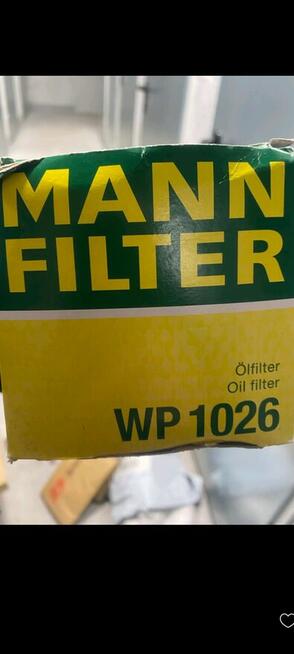 MANN
FILTER
Ölfilter
Oil filter
WP 1026